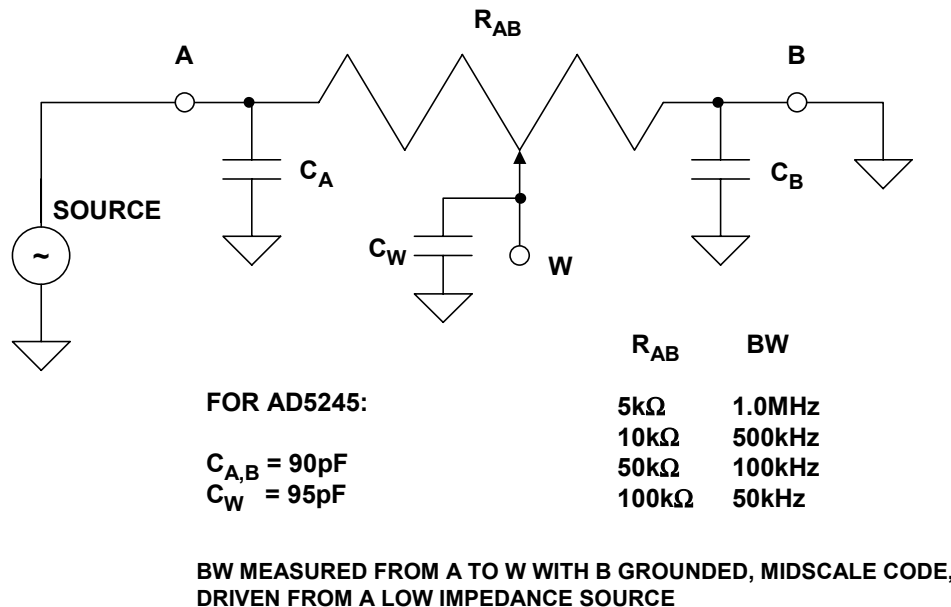 R_AB
A
B
C_A
C_B
SOURCE
~
C_W
W
R_AB BW
FOR AD5245:
5kΩ 1.0MHz
10kΩ 500kHz
C_A,B = 90pF
50kΩ 100kHz
C_W = 95pF
100kΩ 50kHz
BW MEASURED FROM A TO W WITH B GROUNDED, MIDSCALE CODE,
DRIVEN FROM A LOW IMPEDANCE SOURCE